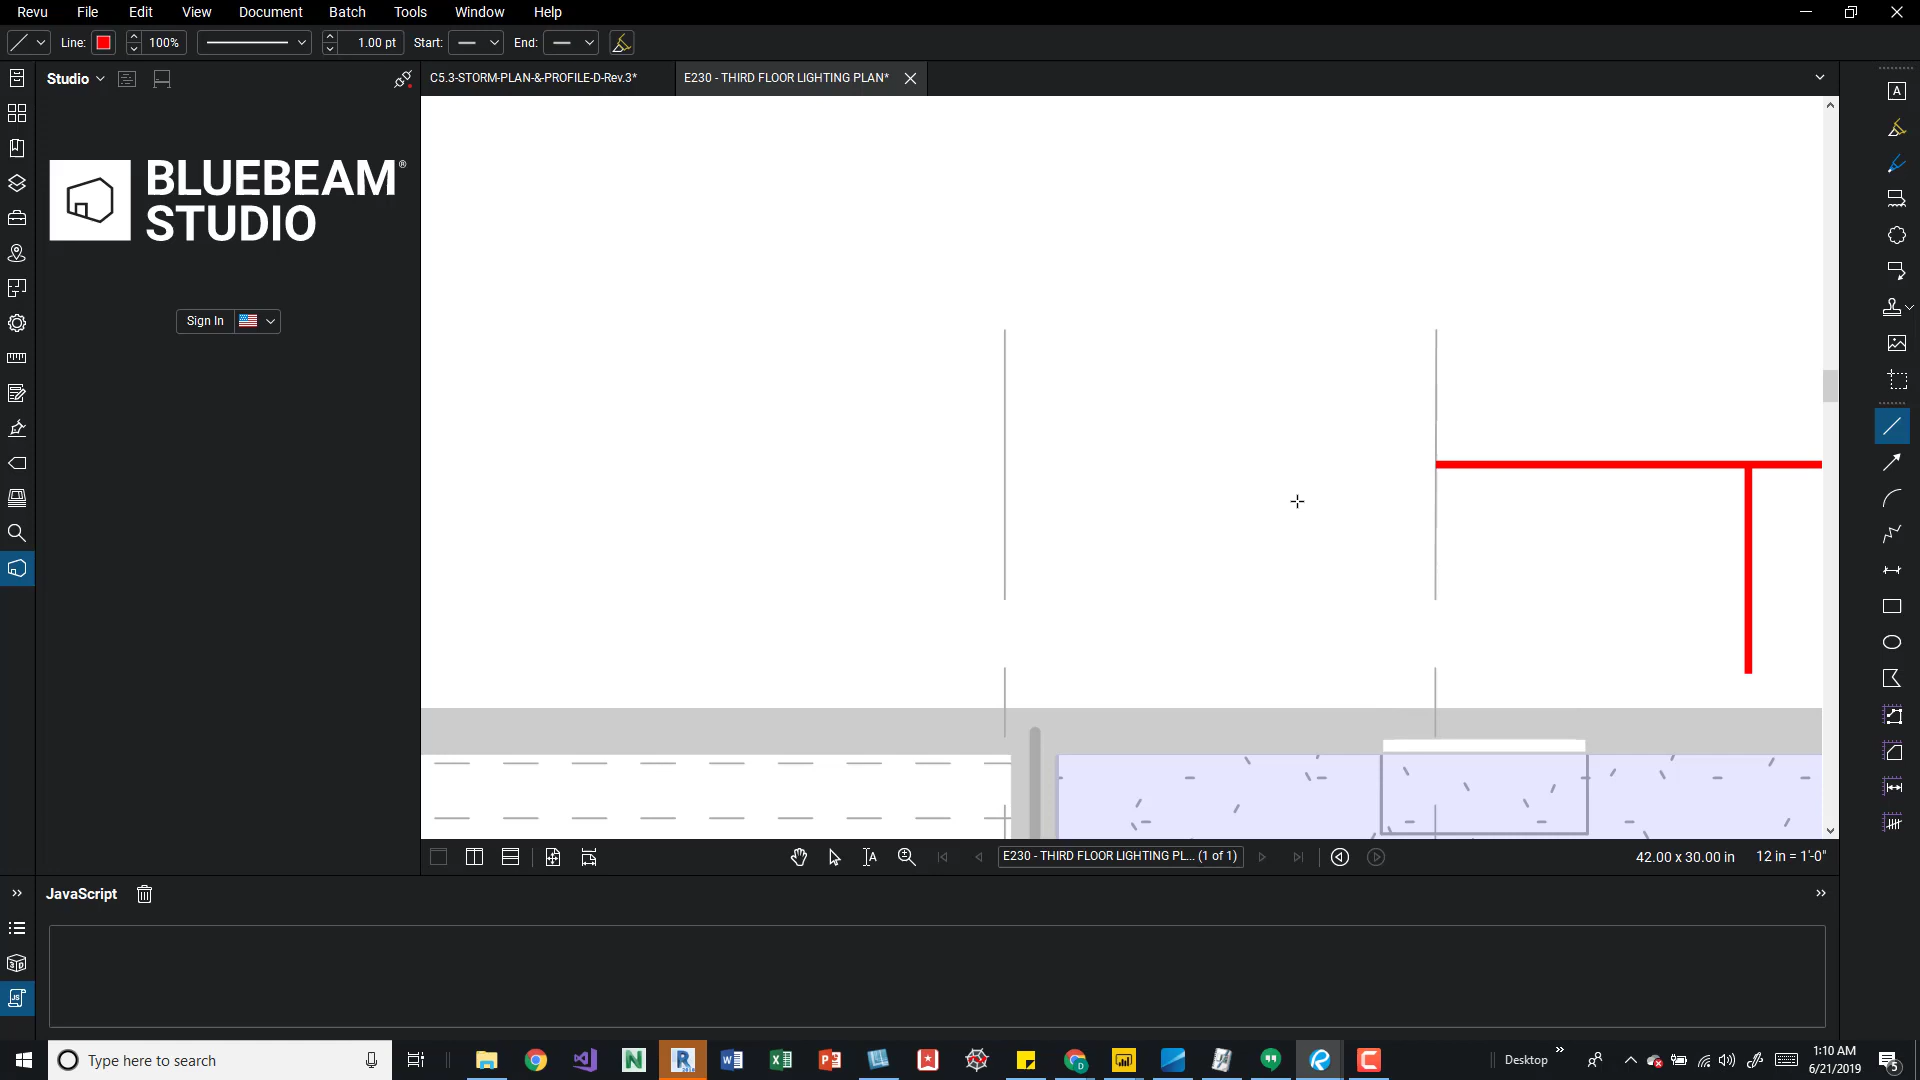 Revu File Edit View Document Batch Tools Window Help
Line: 100% 1.00 pt Start: End:
Studio
C5.3-STORM-PLAN-&-PROFILE-D-Rev.3* E230 - THIRD FLOOR LIGHTING PLAN*
BLUEBEAM®
STUDIO
Sign In
E230 - THIRD FLOOR LIGHTING PL... (1 of 1) 42.00 x 30.00 in 12 in = 1'-0"
JavaScript
Type here to search
Desktop
1:10 AM
6/21/2019
5